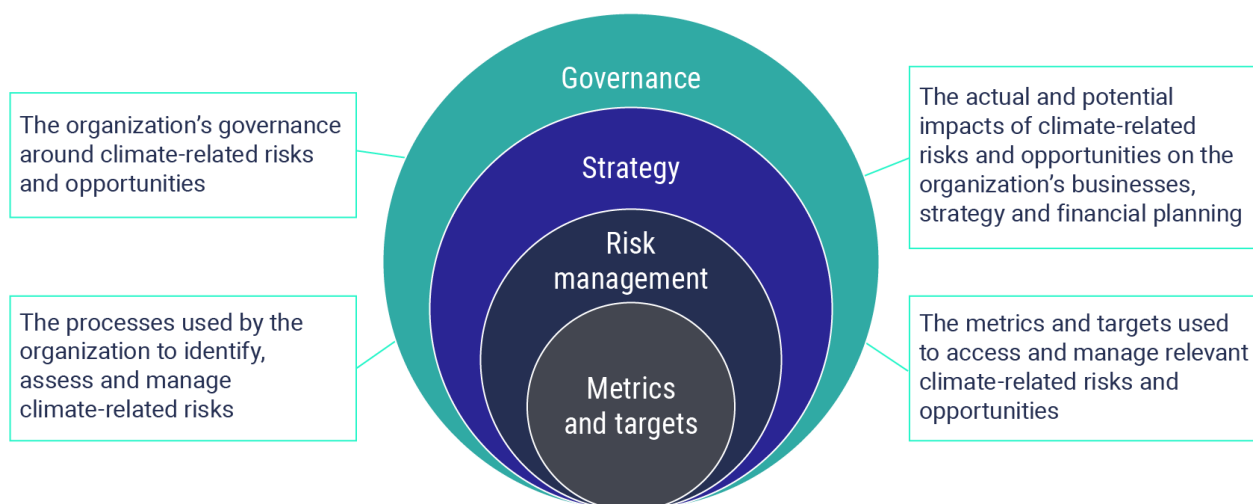 Governance
Strategy
Risk
management
Metrics
and targets
The organization’s governance
around climate-related risks
and opportunities
The actual and potential
impacts of climate-related
risks and opportunities on the
organization’s businesses,
strategy and financial planning
The processes used by the
organization to identify,
assess and manage
climate-related risks
The metrics and targets used
to access and manage relevant
climate-related risks and
opportunities